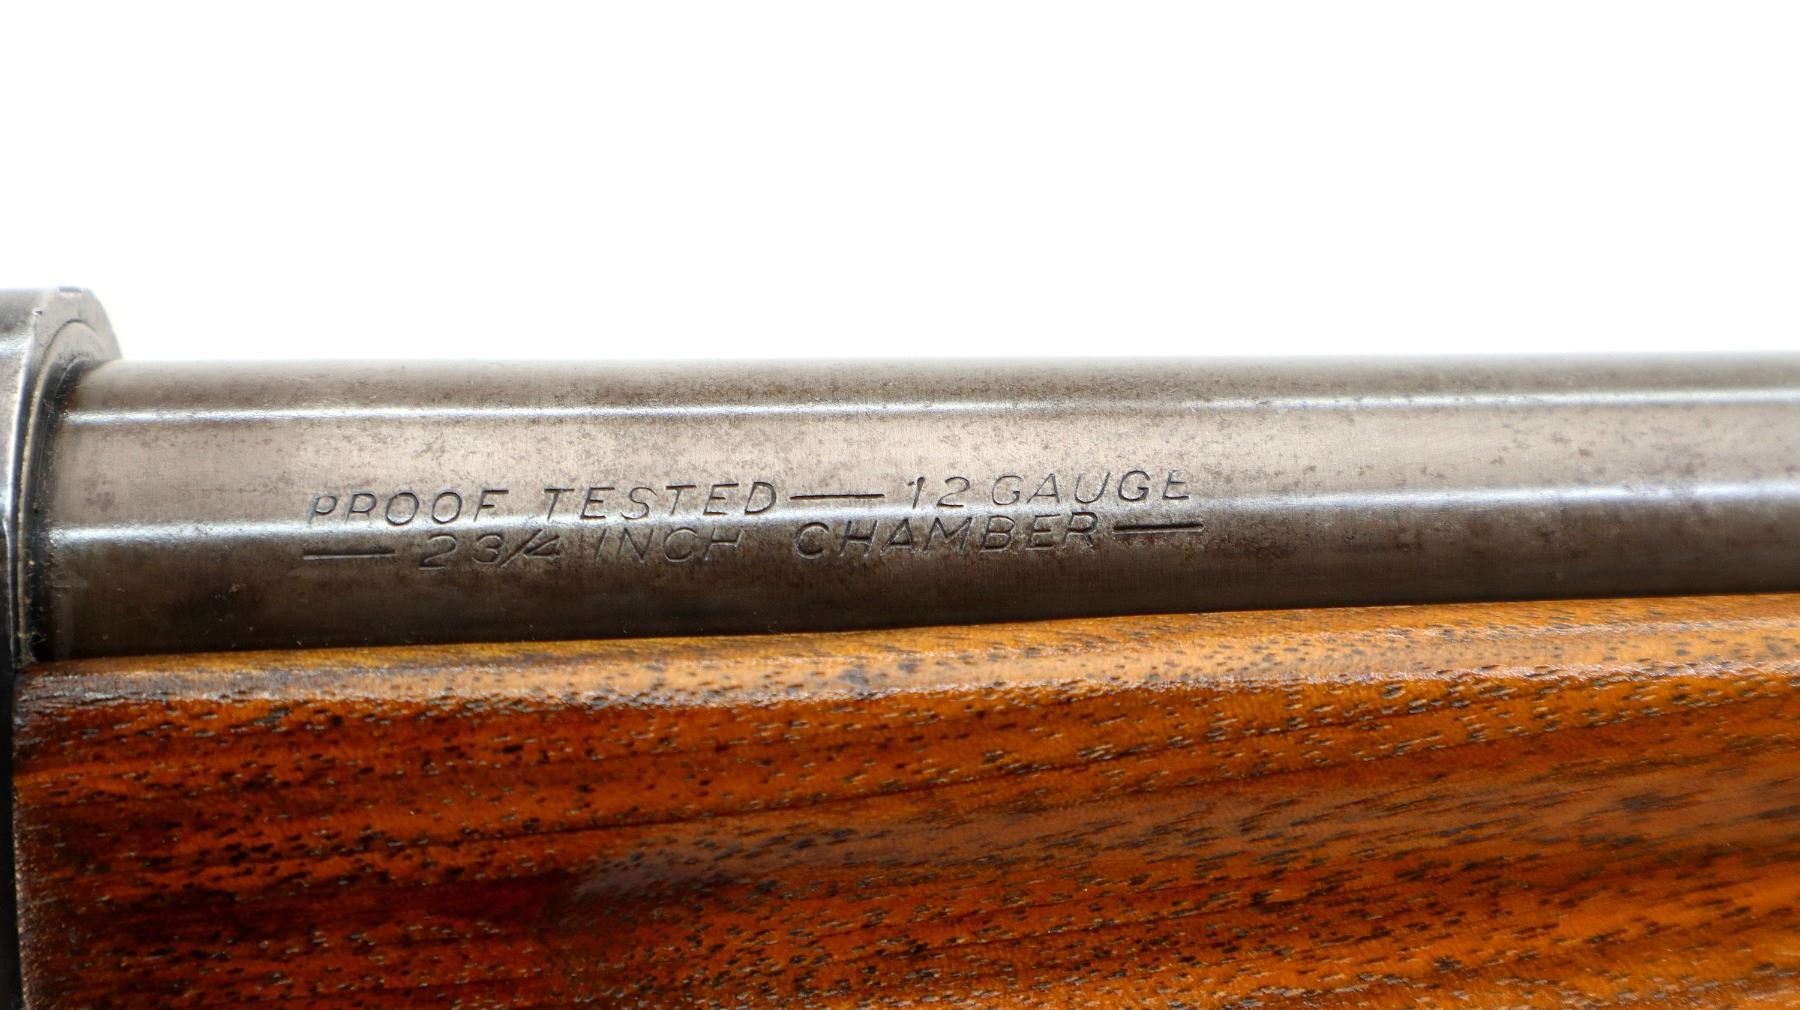 PROOF TESTED — 12 GAUGE
— 2 3/4 INCH CHAMBER —